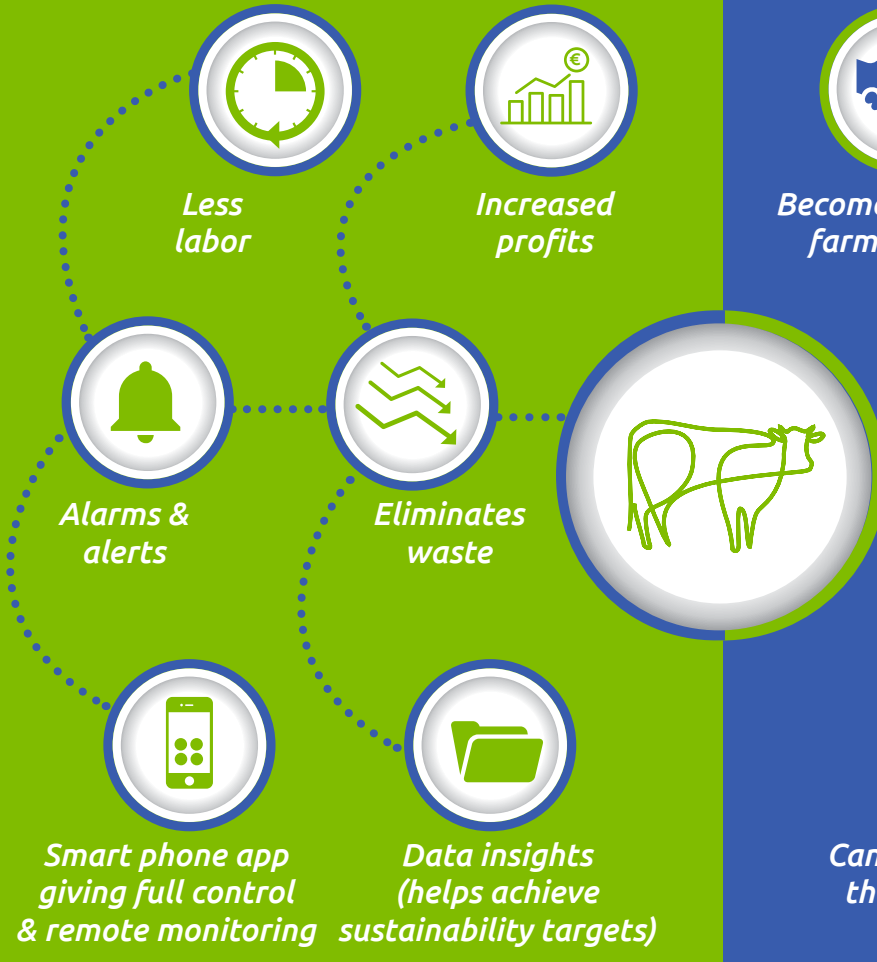 €
Less
labor
Increased
profits
farm
Alarms &
alerts
Eliminates
waste
Smart phone app
giving full control
& remote monitoring
Data insights
(helps achieve
sustainability targets)